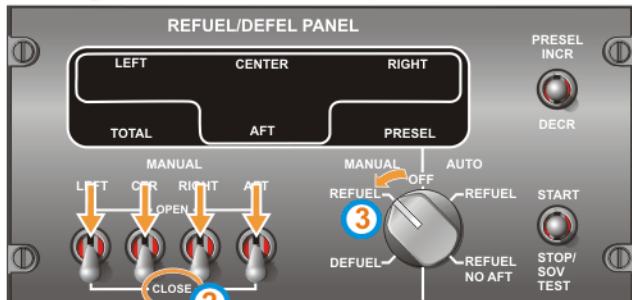 REFUEL/DEFEL PANEL
PRESEL
INCR
LEFT CENTER RIGHT
TOTAL AFT PRESEL
DECR
MANUAL
LEFT CTR RIGHT AFT
OPEN
CLOSE
2
MANUAL OFF AUTO
REFUEL REFUEL
3
DEFUEL REFUEL
NO AFT
START
STOP/
SOV
TEST